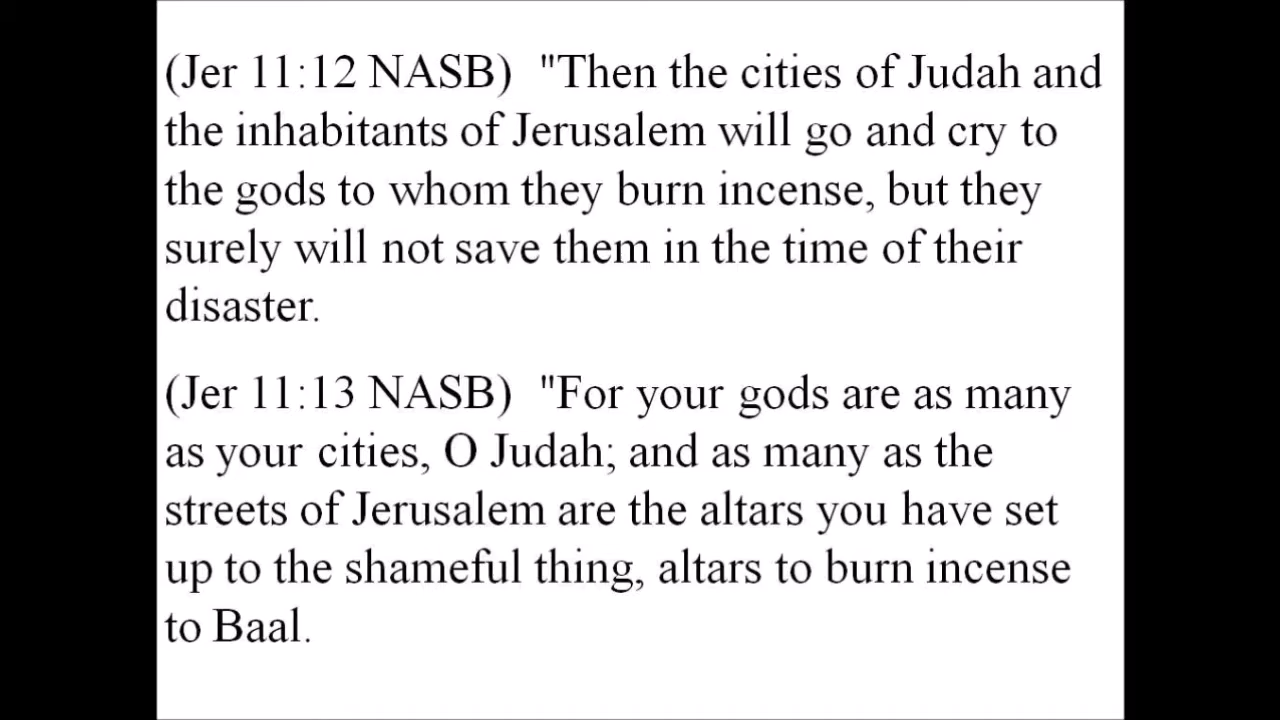 (Jer 11:12 NASB)  "Then the cities of Judah and
the inhabitants of Jerusalem will go and cry to
the gods to whom they burn incense, but they
surely will not save them in the time of their
disaster.
(Jer 11:13 NASB)  "For your gods are as many
as your cities, O Judah; and as many as the
streets of Jerusalem are the altars you have set
up to the shameful thing, altars to burn incense
to Baal.